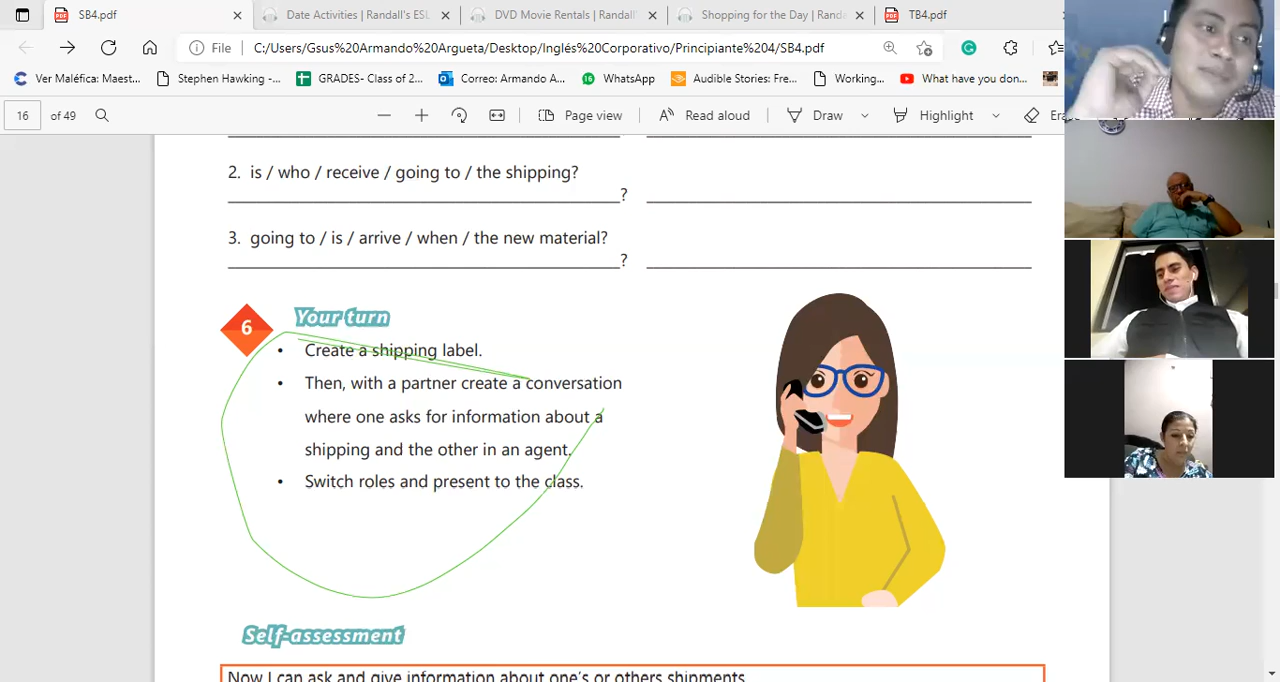 SB4.pdf
Date Activities | Randall's ESL
DVD Movie Rentals | Randall'
Shopping for the Day | Randa
TB4.pdf
File C:/Users/Gsus%20Armando%20Argueta/Desktop/Inglés%20Corporativo/Principiante%204/SB4.pdf
Ver Maléfica: Maest...
Stephen Hawking -...
GRADES- Class of 2...
Correo: Armando A...
16 WhatsApp
Audible Stories: Fre...
Working...
What have you don...
16 of 49
Page view
Read aloud
Draw
Highlight
Era
2. is / who / receive / going to / the shipping?
?
3. going to / is / arrive / when / the new material?
?
6 Your turn
• Create a shipping label.
• Then, with a partner create a conversation
where one asks for information about a
shipping and the other in an agent.
• Switch roles and present to the class.
Self-assessment
Now I can ask and give information about one's or others shipments.